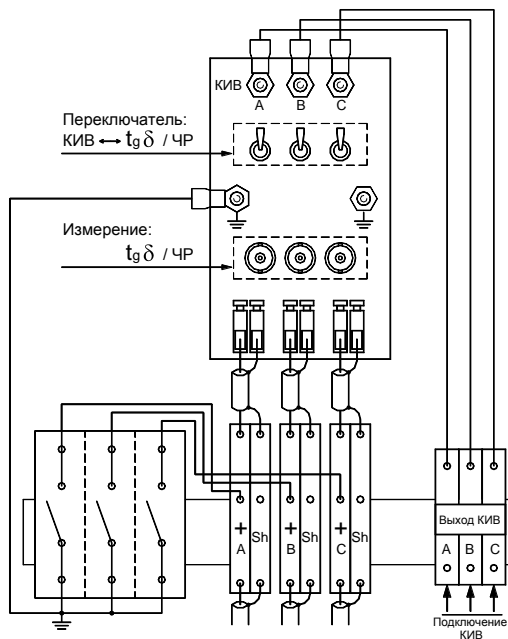 КИВ
A B C
Переключатель:
КИВ ↔ tg δ / ЧР
Измерение:
tg δ / ЧР
+ A Sh + B Sh + C Sh
Выход КИВ
A B C
Подключение
КИВ